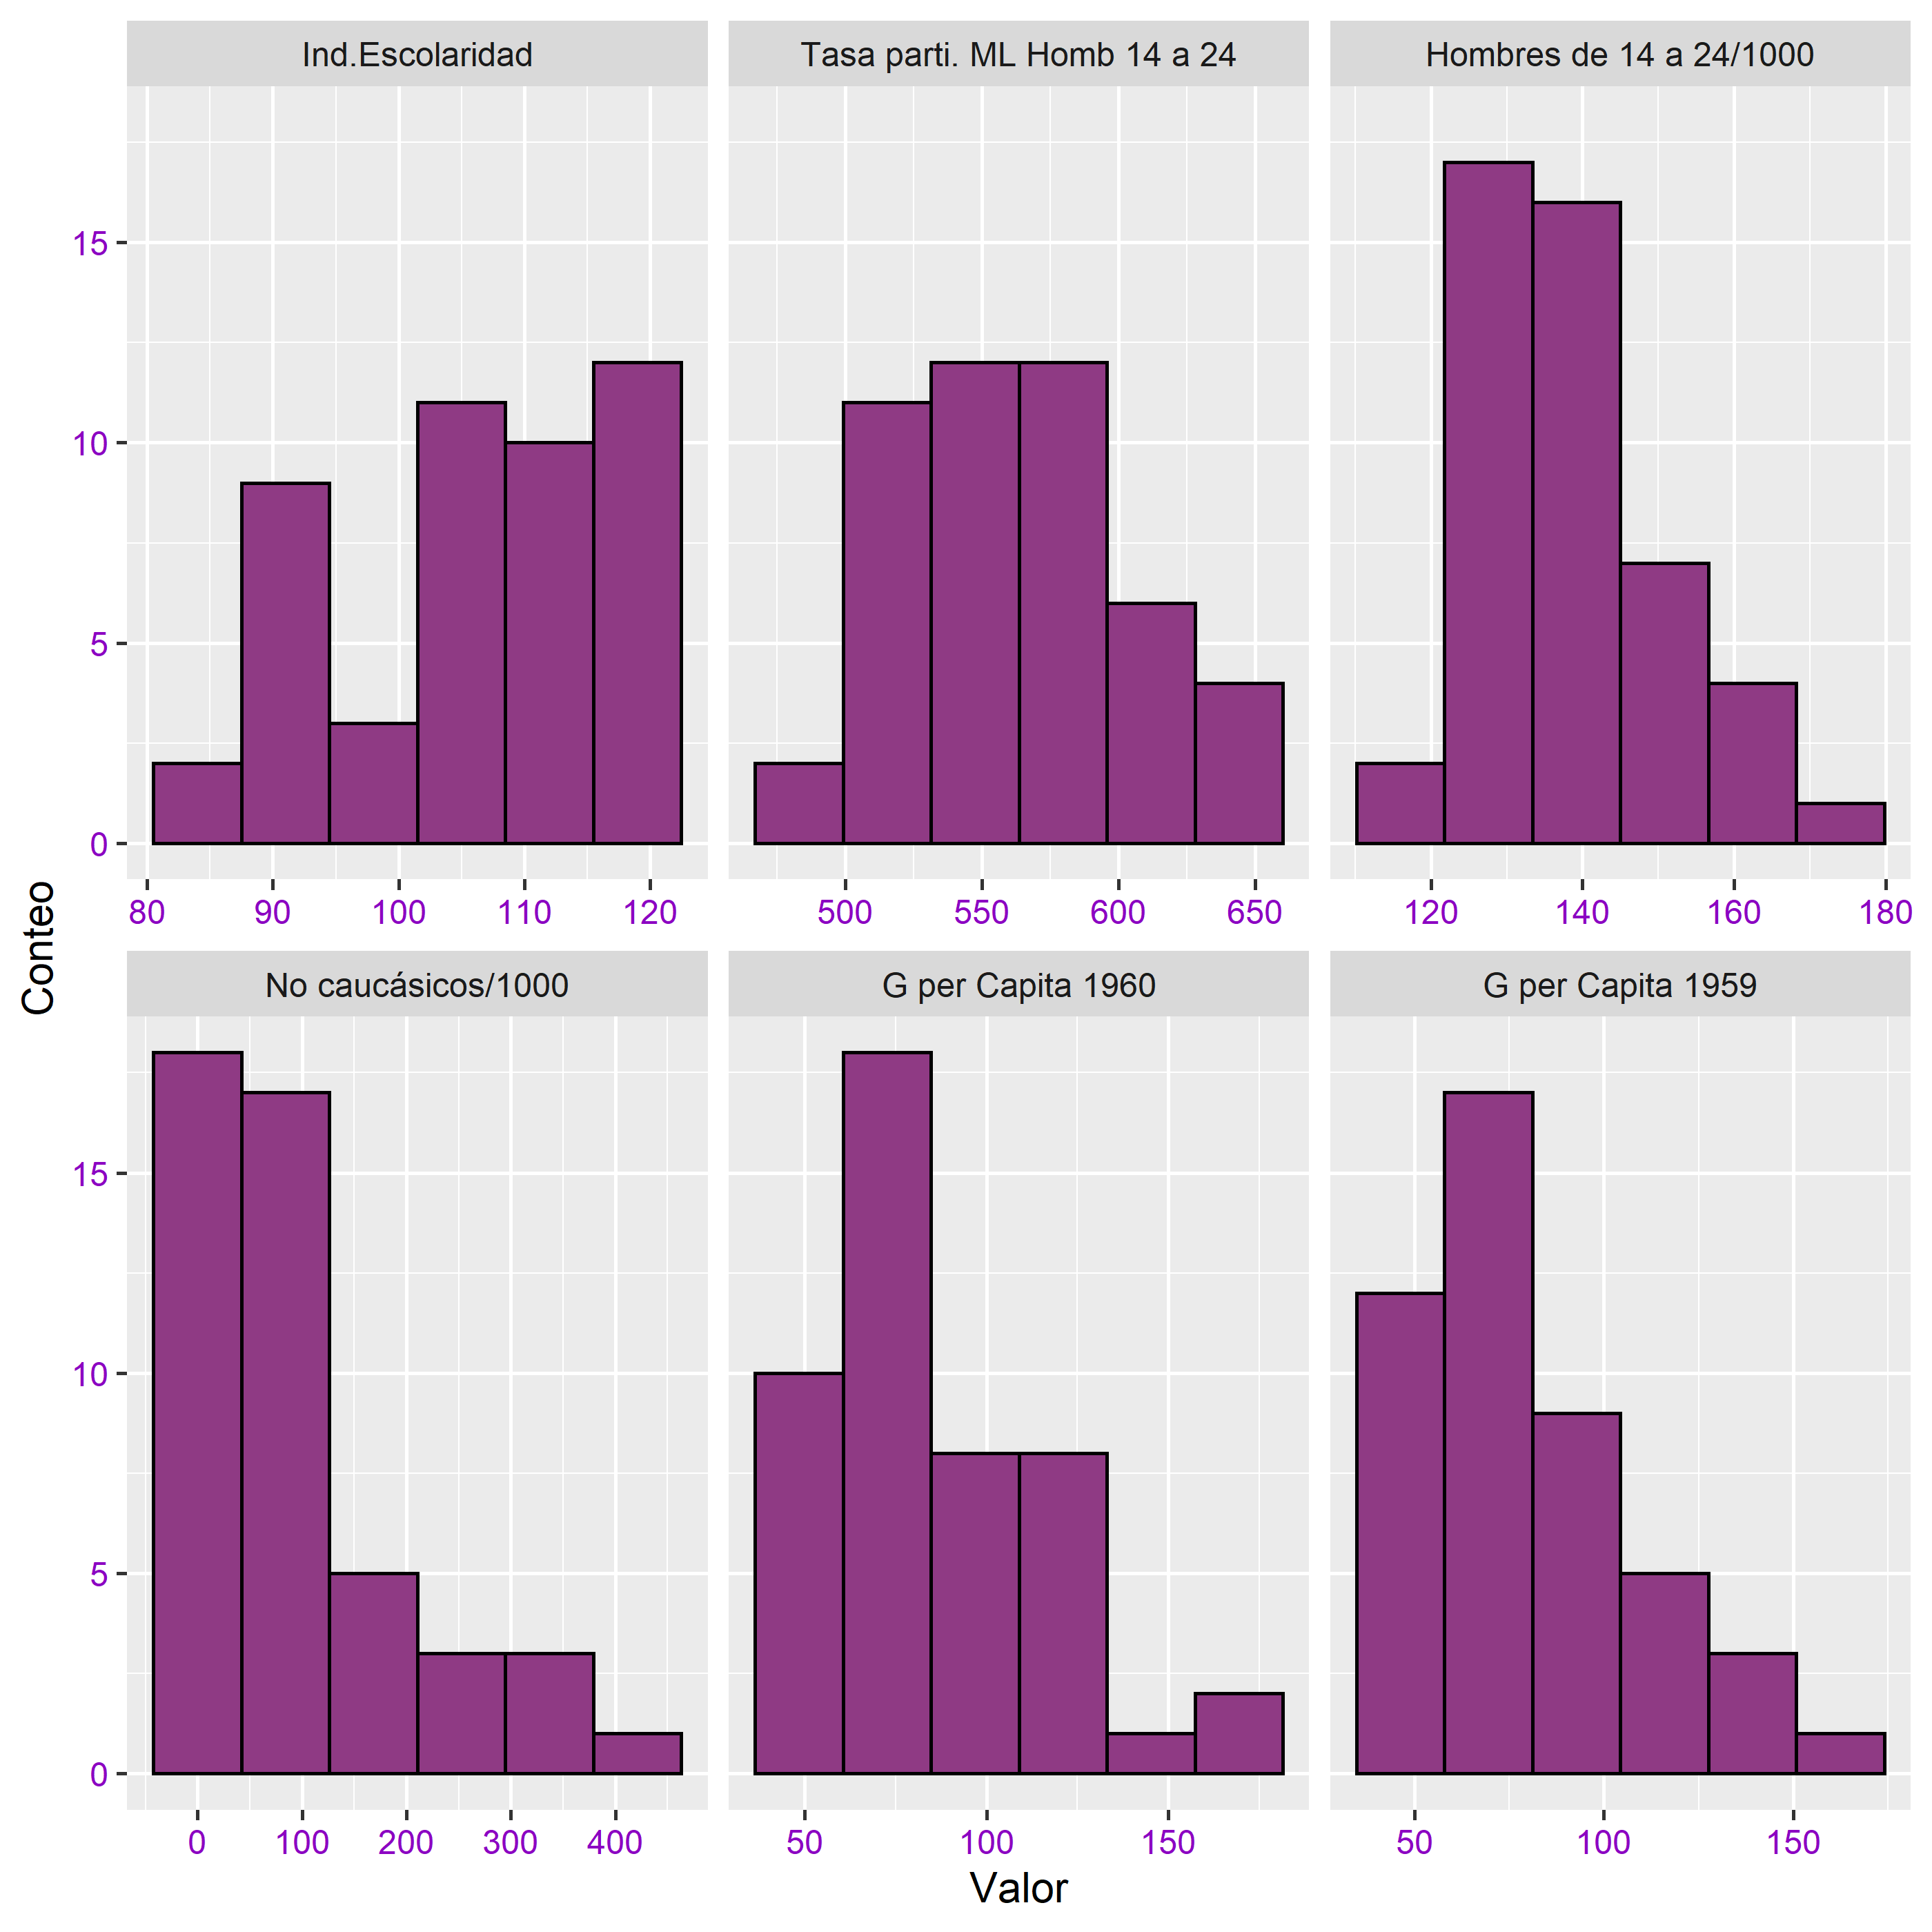 Ind.Escolaridad
Tasa parti. ML Homb 14 a 24
Hombres de 14 a 24/1000
15
10
5
0
80 90 100 110 120
500 550 600 650
120 140 160 180
No caucásicos/1000
G per Capita 1960
G per Capita 1959
15
10
5
0
0 100 200 300 400
50 100 150
50 100 150
Conteo
Valor